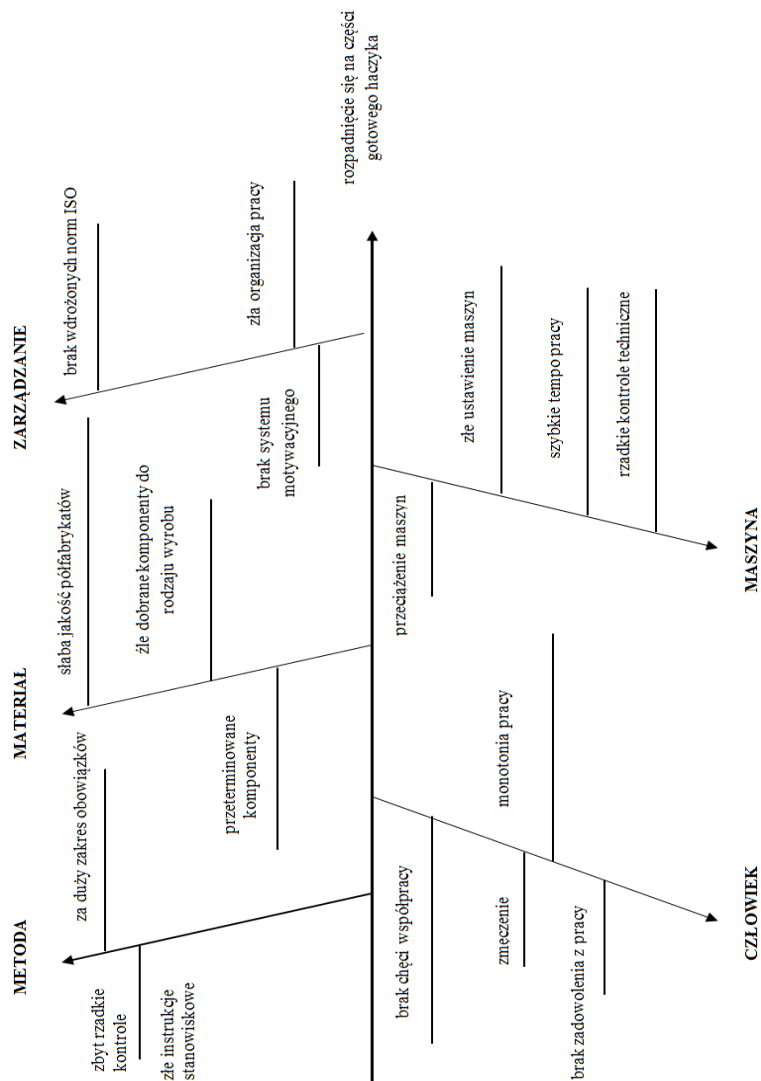 METODA
MATERIAŁ
ZARZĄDZANIE
za duży zakres obowiązków
słaba jakość półfabrykatów
brak wdrożonych norm ISO
zbyt rzadkie
kontrole
złe instrukcje
stanowiskowe
przeterminowane
komponenty
źle dobrane komponenty do
rodzaju wyrobu
brak systemu
motywacyjnego
zła organizacja pracy
rozpadnięcie się na części
gotowego haczyka
brak chęci współpracy
zmęczenie
brak zadowolenia z pracy
monotonia pracy
przeciążenie maszyn
złe ustawienie maszyn
szybkie tempo pracy
rzadkie kontrole techniczne
CZŁOWIEK
MASZYNA